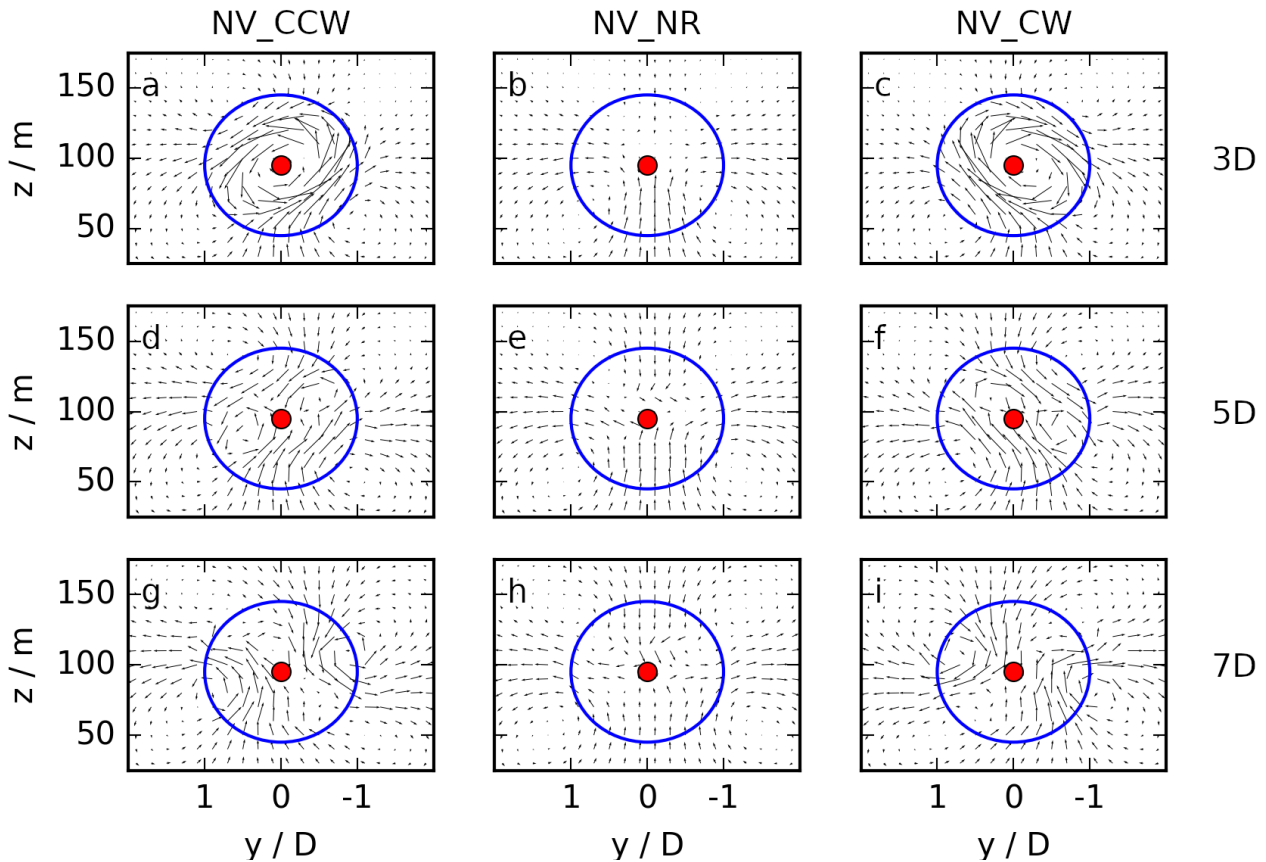 NV_CCW NV_NR NV_CW
z / m 150 100 50 a b c 3D
z / m 150 100 50 d e f 5D
z / m 150 100 50 g h i 7D
1 0 -1 1 0 -1 1 0 -1
y / D y / D y / D